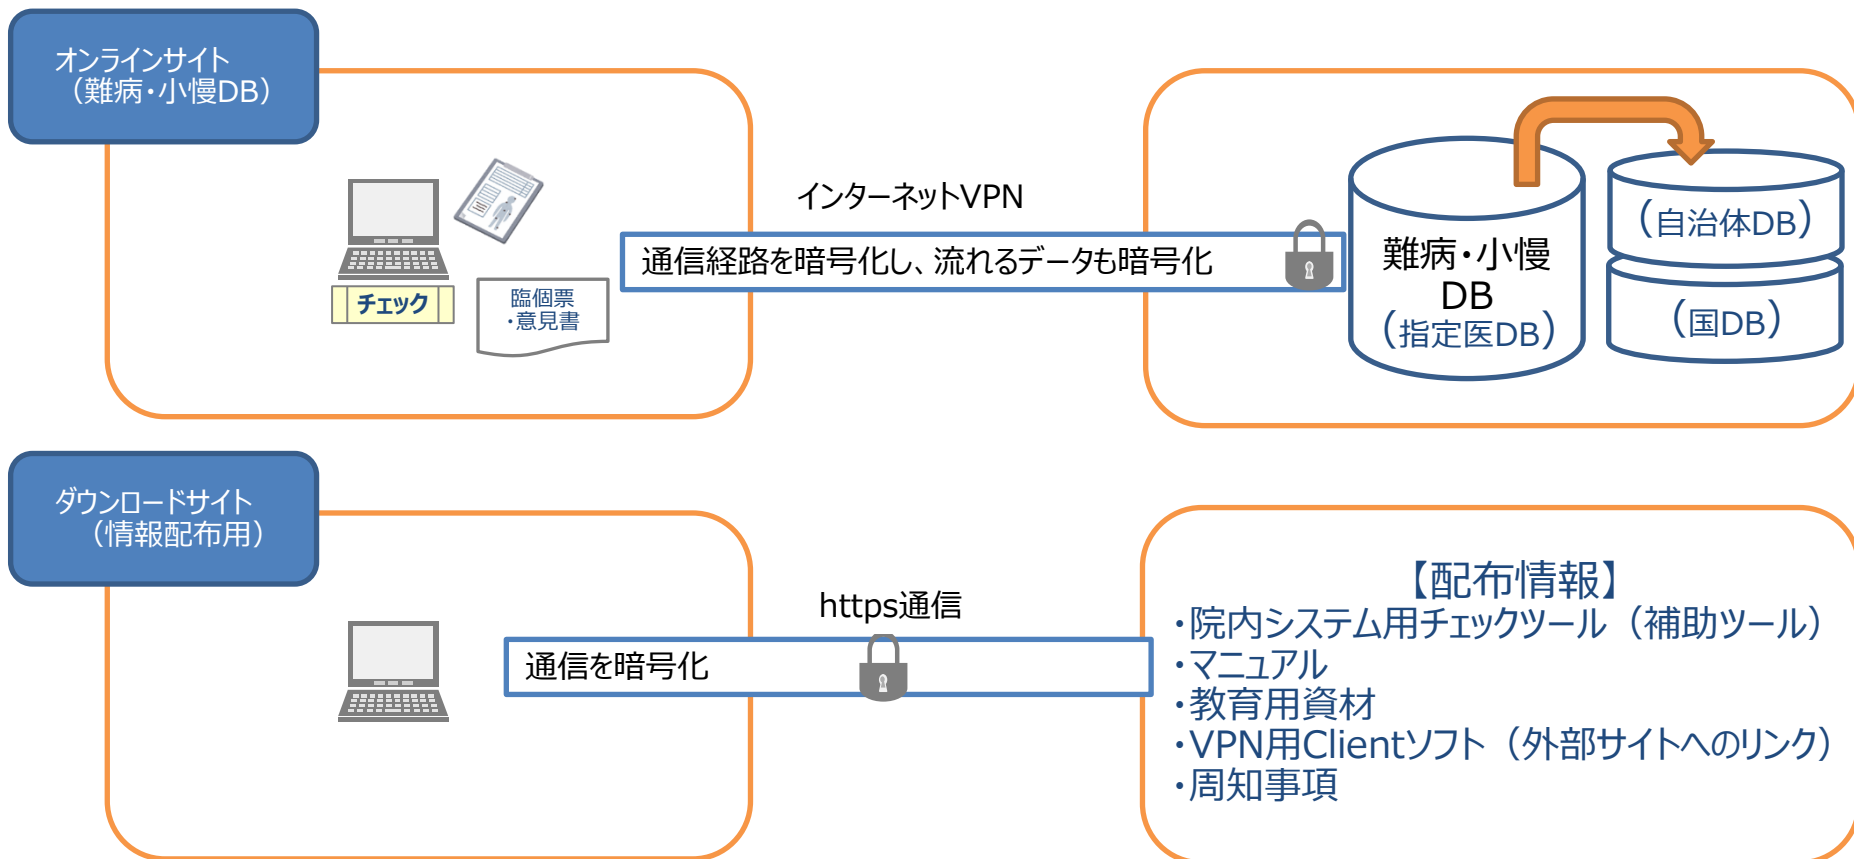 オンラインサイト
（難病・小慢DB）
インターネットVPN
通信経路を暗号化し、流れるデータも暗号化
チェック
臨個票
・意見書
難病・小慢
DB
（指定医DB）
（自治体DB）
（国DB）
ダウンロードサイト
（情報配布用）
https通信
通信を暗号化
【配布情報】
・院内システム用チェックツール（補助ツール）
・マニュアル
・教育用資材
・VPN用Clientソフト（外部サイトへのリンク）
・周知事項